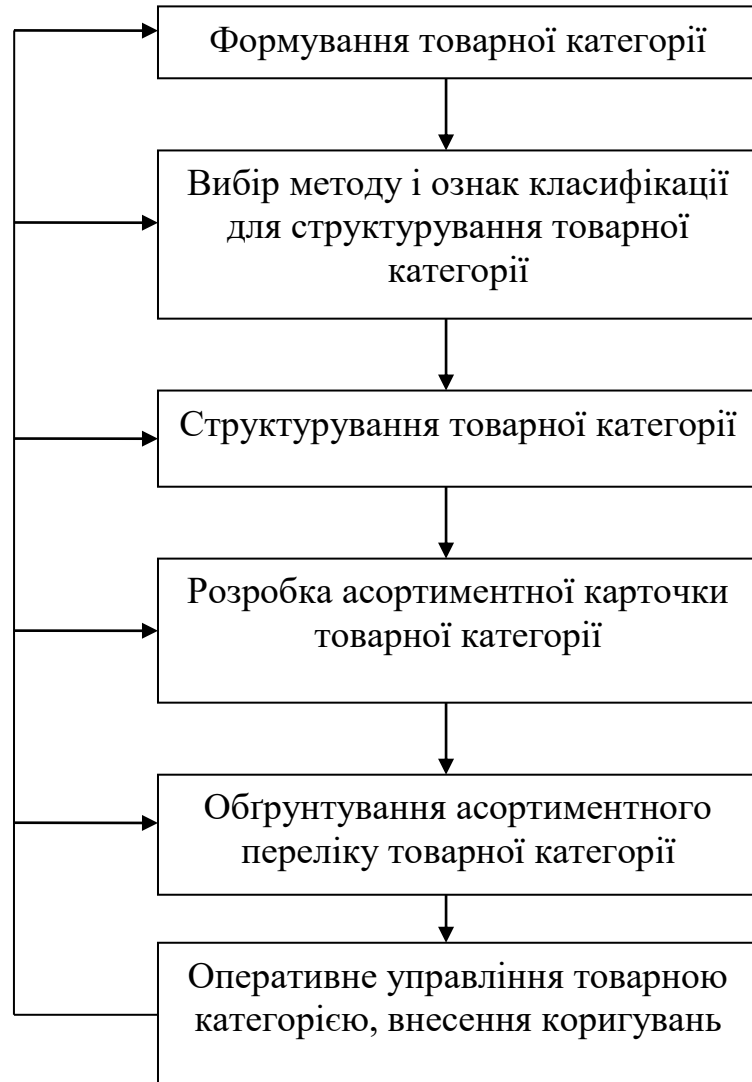 Формування товарної категорії
Вибір методу і ознак класифікації
для структурування товарної
категорії
Структурування товарної категорії
Розробка асортиментної карточки
товарної категорії
Обґрунтування асортиментного
переліку товарної категорії
Оперативне управління товарною
категорією, внесення коригувань